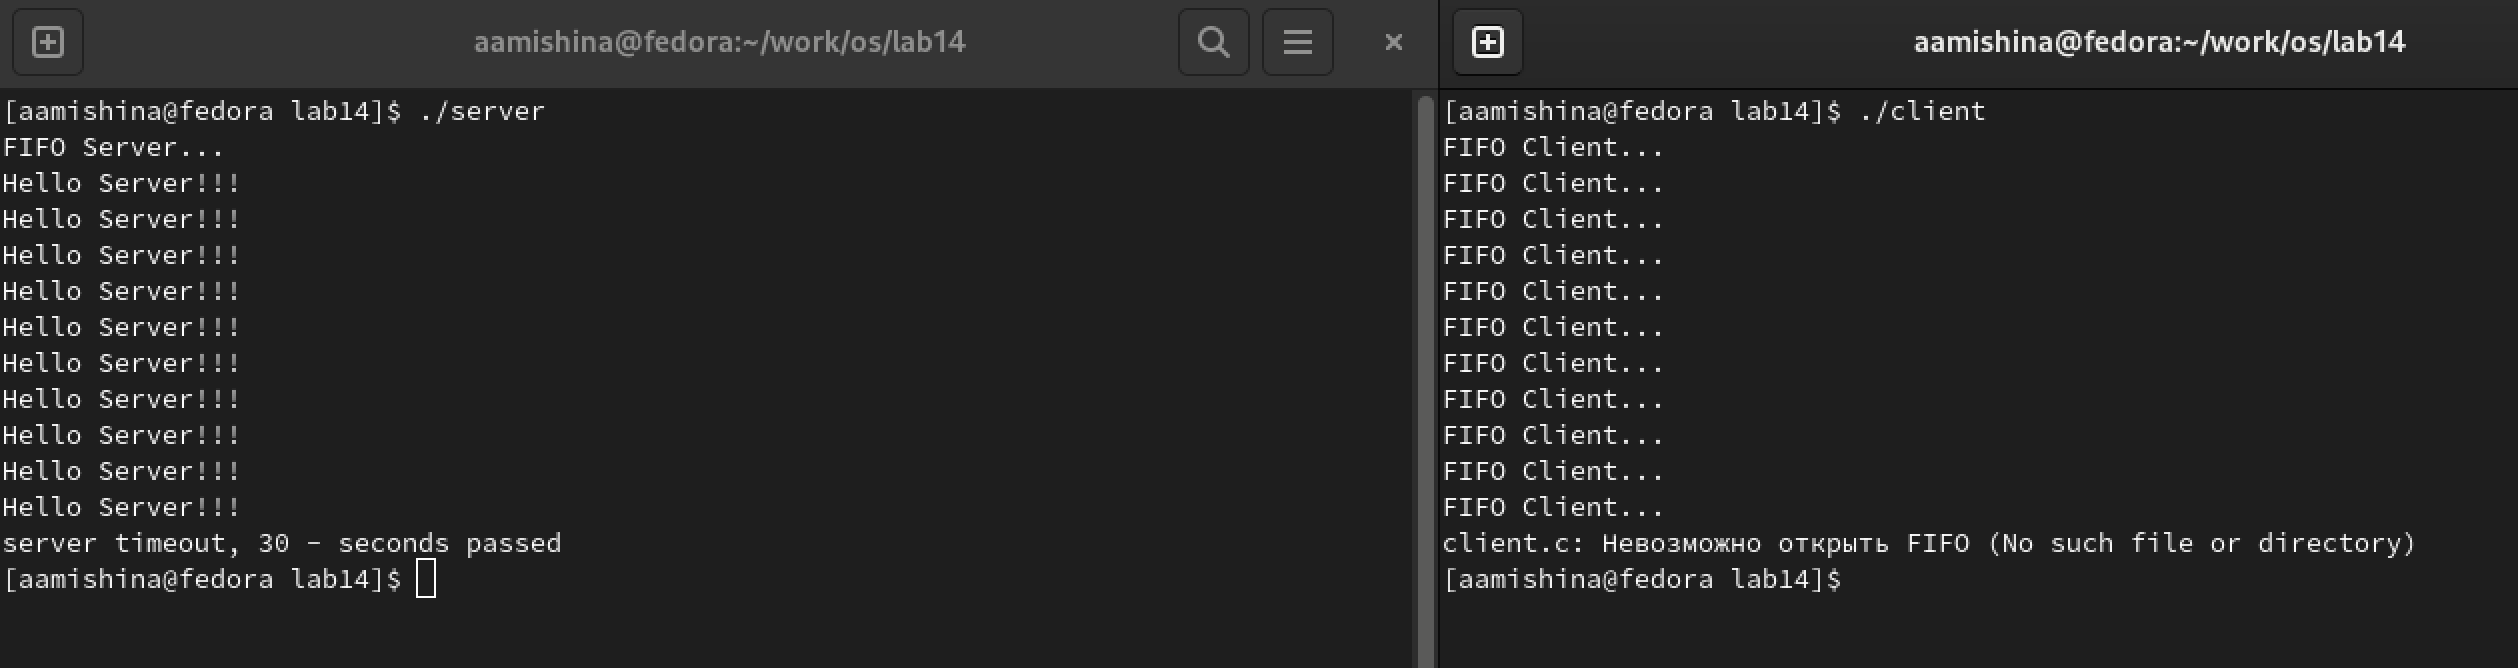 aamishina@fedora:~/work/os/lab14
[aamishina@fedora lab14]$ ./server
FIFO Server...
Hello Server!!!
Hello Server!!!
Hello Server!!!
Hello Server!!!
Hello Server!!!
Hello Server!!!
Hello Server!!!
Hello Server!!!
Hello Server!!!
Hello Server!!!
server timeout, 30 - seconds passed
[aamishina@fedora lab14]$
aamishina@fedora:~/work/os/lab14
[aamishina@fedora lab14]$ ./client
FIFO Client...
FIFO Client...
FIFO Client...
FIFO Client...
FIFO Client...
FIFO Client...
FIFO Client...
FIFO Client...
FIFO Client...
FIFO Client...
FIFO Client...
client.c: Невозможно открыть FIFO (No such file or directory)
[aamishina@fedora lab14]$